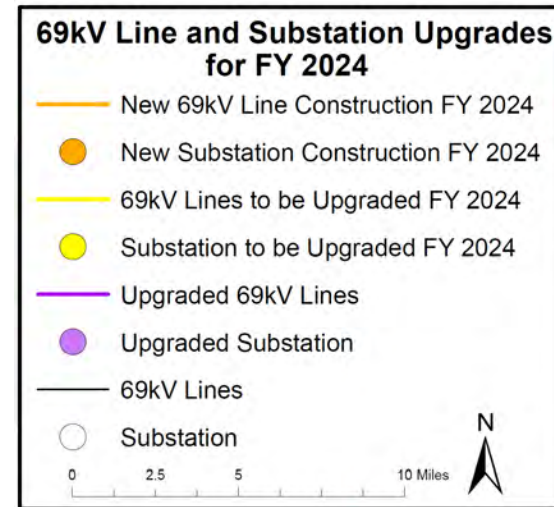 69kV Line and Substation Upgrades
for FY 2024
New 69kV Line Construction FY 2024
New Substation Construction FY 2024
69kV Lines to be Upgraded FY 2024
Substation to be Upgraded FY 2024
Upgraded 69kV Lines
Upgraded Substation
69kV Lines
Substation
N
0 2.5 5 10 Miles